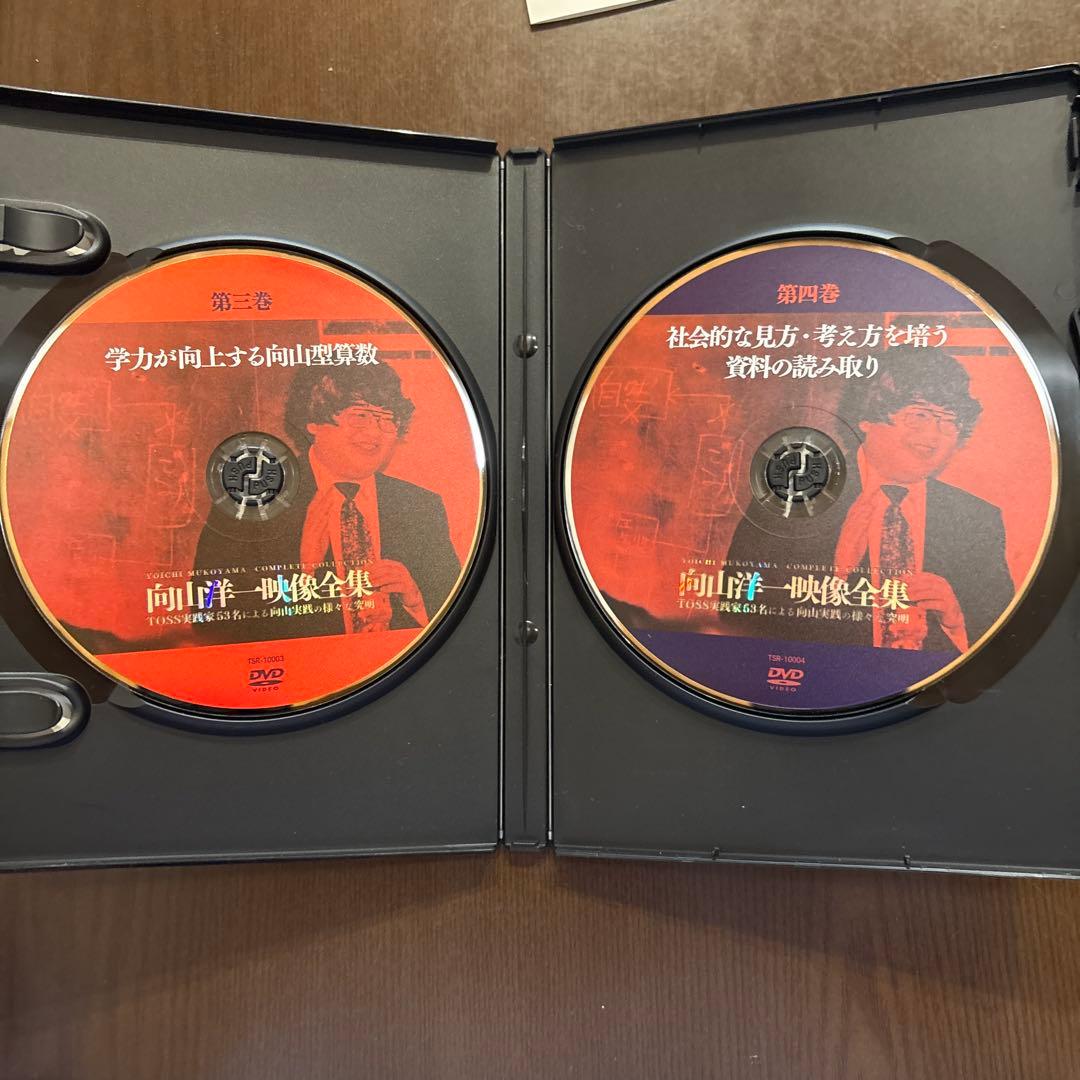 第三巻
学力が向上する向山型算数
YOICHI MUKOYAMA COMPLETE COLLECTION
向山洋一映像全集
TOSS実践家53名による向山実践の様々な究明
TSR-10003
DVD
VIDEO
第四巻
社会的な見方・考え方を培う
資料の読み取り
YOICHI MUKOYAMA COMPLETE COLLECTION
向山洋一映像全集
TOSS実践家53名による向山実践の様々な究明
TSR-10004
DVD
VIDEO